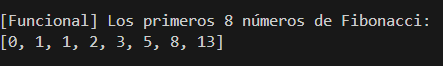 [Funcional] Los primeros 8 números de Fibonacci:
[0, 1, 1, 2, 3, 5, 8, 13]